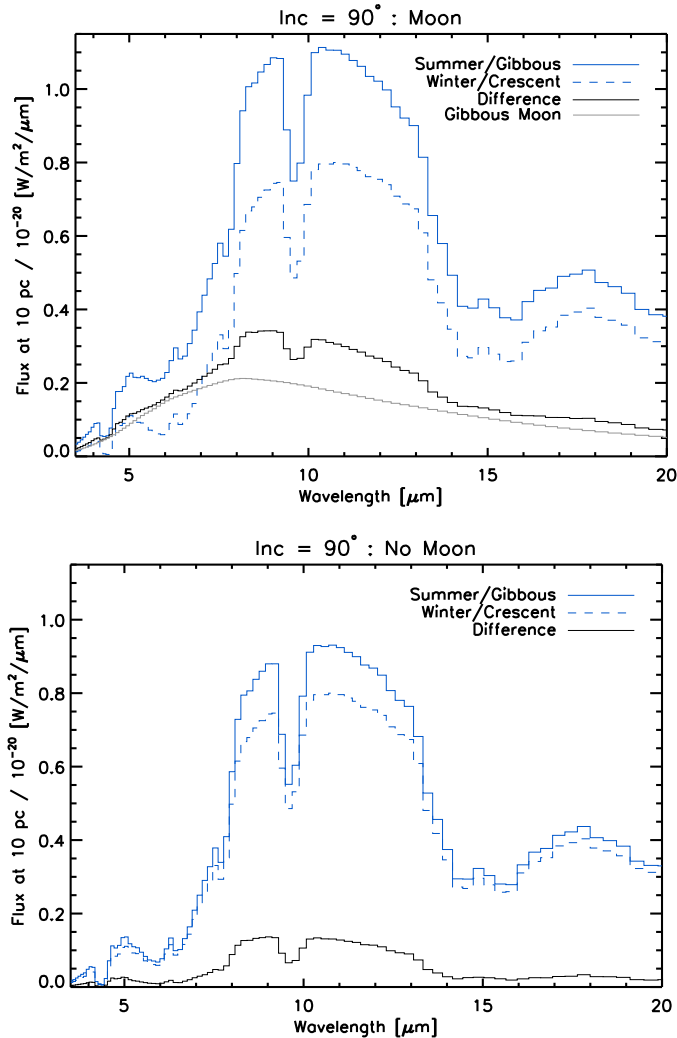 Inc = 90° : Moon
Summer/Gibbous
Winter/Crescent
Difference
Gibbous Moon
Flux at 10 pc / 10⁻²⁰ [W/m²/μm]
1.0
0.8
0.6
0.4
0.2
0.0
5 10 15 20
Wavelength [μm]
Inc = 90° : No Moon
Summer/Gibbous
Winter/Crescent
Difference
Flux at 10 pc / 10⁻²⁰ [W/m²/μm]
1.0
0.8
0.6
0.4
0.2
0.0
5 10 15 20
Wavelength [μm]